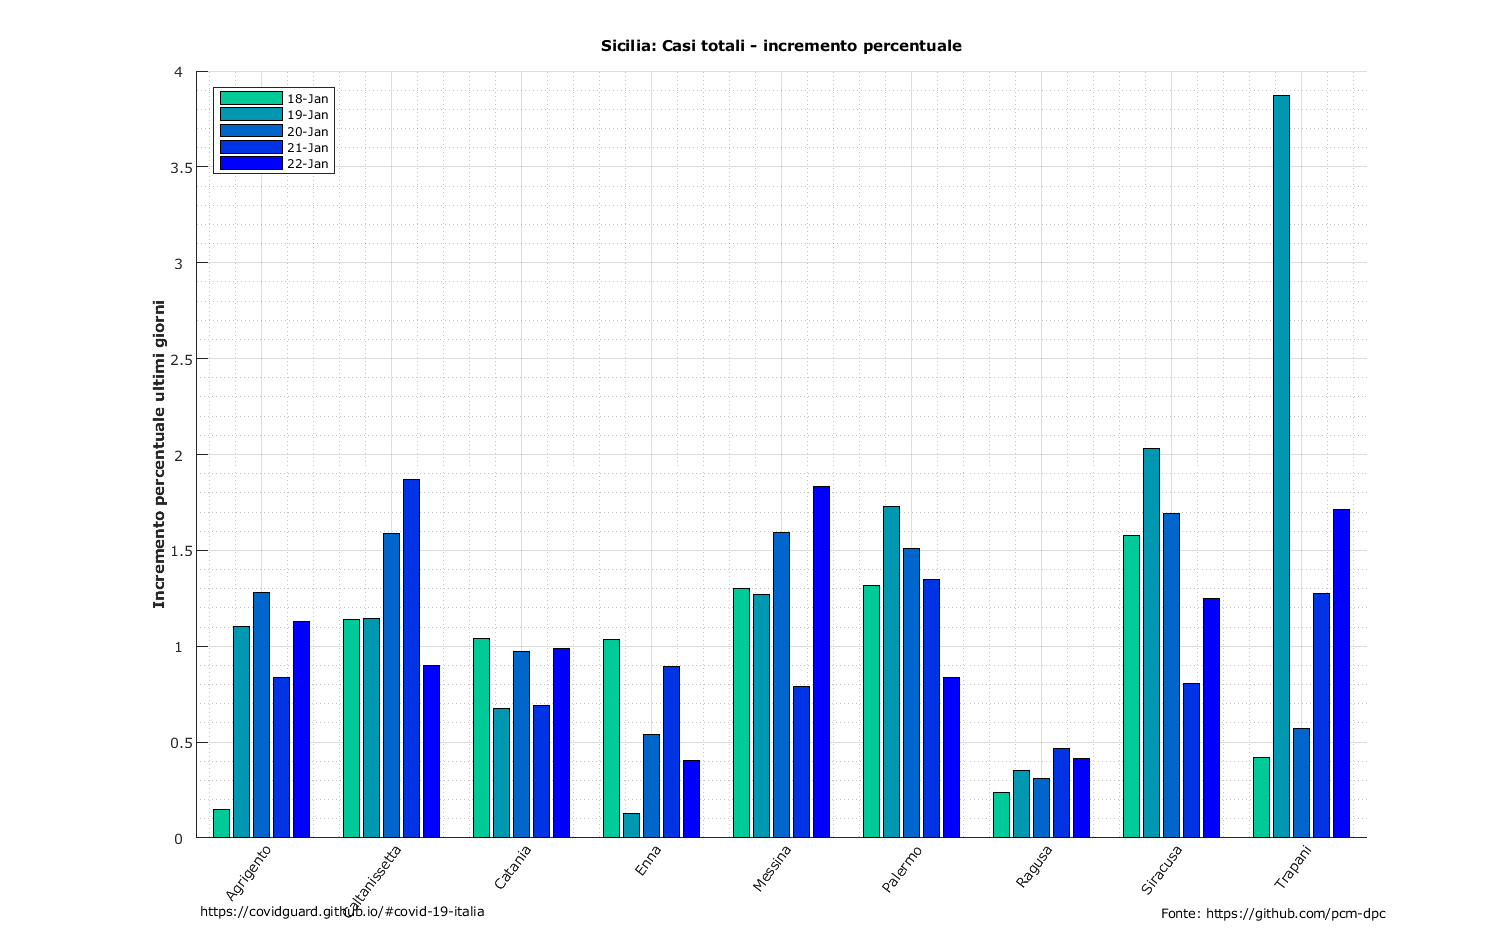 Sicilia: Casi totali - incremento percentuale
Incremento percentuale ultimi giorni
4
3.5
3
2.5
2
1.5
1
0.5
0
18-Jan
19-Jan
20-Jan
21-Jan
22-Jan
Agrigento
Caltanissetta
Catania
Enna
Messina
Palermo
Ragusa
Siracusa
Trapani
https://covidguard.github.io/#covid-19-italia
Fonte: https://github.com/pcm-dpc